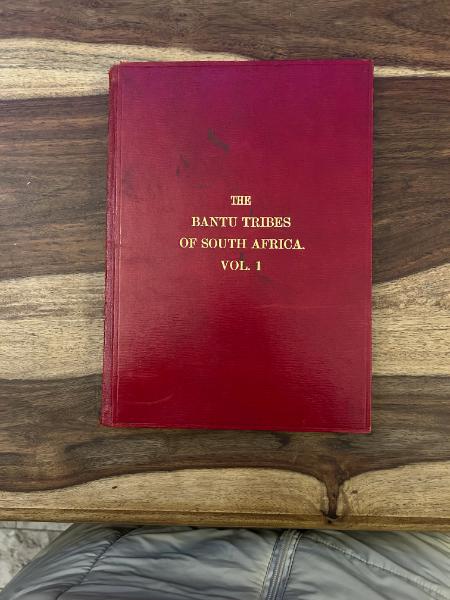 THE
BANTU TRIBES
OF SOUTH AFRICA.
VOL. 1